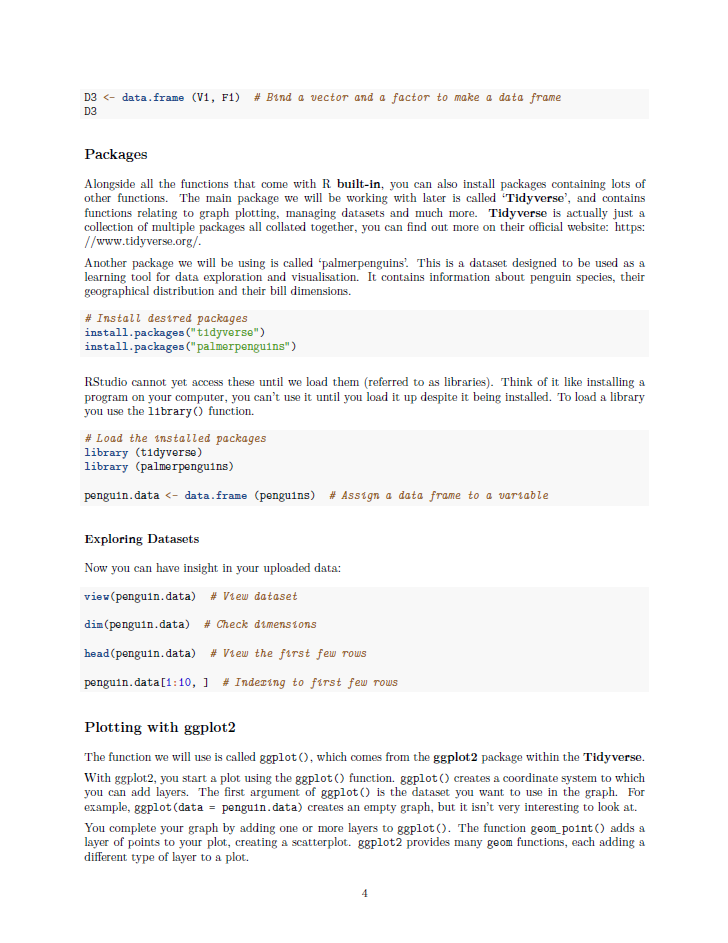 D3 <- data.frame (V1, F1)  # Bind a vector and a factor to make a data frame
D3
Packages
Alongside all the functions that come with R built-in, you can also install packages containing lots of
other functions. The main package we will be working with later is called ‘Tidyverse’, and contains
functions relating to graph plotting, managing datasets and much more. Tidyverse is actually just a
collection of multiple packages all collated together, you can find out more on their official website: https:
//www.tidyverse.org/.
Another package we will be using is called ‘palmerpenguins’. This is a dataset designed to be used as a
learning tool for data exploration and visualisation. It contains information about penguin species, their
geographical distribution and their bill dimensions.
# Install desired packages
install.packages("tidyverse")
install.packages("palmerpenguins")
RStudio cannot yet access these until we load them (referred to as libraries). Think of it like installing a
program on your computer, you can’t use it until you load it up despite it being installed. To load a library
you use the library() function.
# Load the installed packages
library (tidyverse)
library (palmerpenguins)
penguin.data <- data.frame (penguins)  # Assign a data frame to a variable
Exploring Datasets
Now you can have insight in your uploaded data:
view(penguin.data)  # View dataset
dim(penguin.data)  # Check dimensions
head(penguin.data)  # View the first few rows
penguin.data[1:10, ]  # Indexing to first few rows
Plotting with ggplot2
The function we will use is called ggplot(), which comes from the ggplot2 package within the Tidyverse.
With ggplot2, you start a plot using the ggplot() function. ggplot() creates a coordinate system to which
you can add layers. The first argument of ggplot() is the dataset you want to use in the graph. For
example, ggplot(data = penguin.data) creates an empty graph, but it isn’t very interesting to look at.
You complete your graph by adding one or more layers to ggplot(). The function geom_point() adds a
layer of points to your plot, creating a scatterplot. ggplot2 provides many geom functions, each adding a
different type of layer to a plot.
4